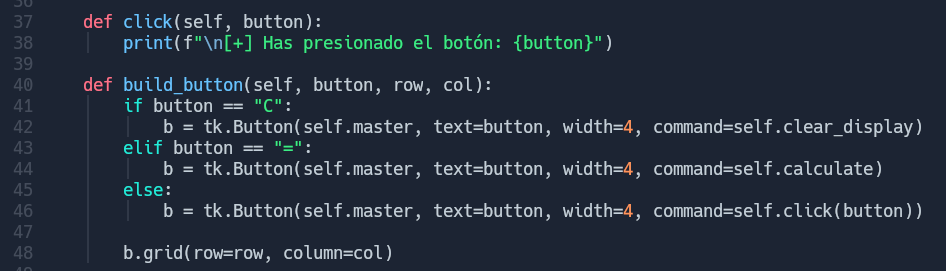 36
37 def click(self, button):
38 print(f"\n[+] Has presionado el botón: {button}")
39
40 def build_button(self, button, row, col):
41 if button == "C":
42 b = tk.Button(self.master, text=button, width=4, command=self.clear_display)
43 elif button == "=":
44 b = tk.Button(self.master, text=button, width=4, command=self.calculate)
45 else:
46 b = tk.Button(self.master, text=button, width=4, command=self.click(button))
47
48 b.grid(row=row, column=col)